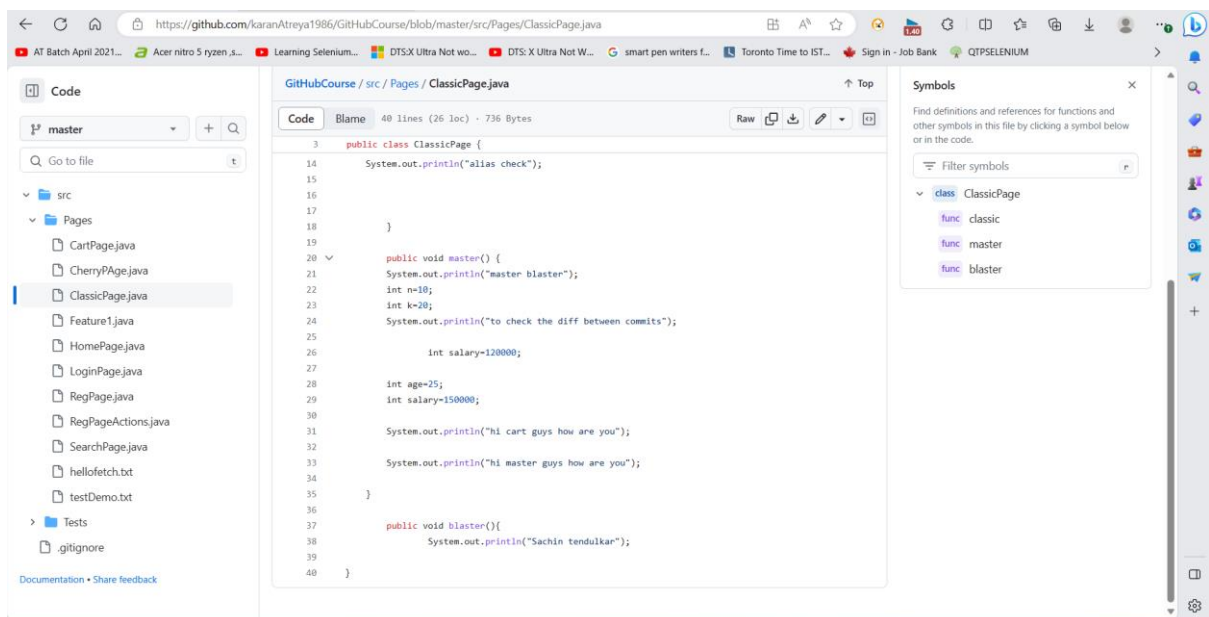 https://github.com/karanAtreya1986/GitHubCourse/blob/master/src/Pages/ClassicPage.java
1.40
AT Batch April 2021... Acer nitro 5 ryzen ,s... Learning Selenium... DTS:X Ultra Not wo... DTS: X Ultra Not W... smart pen writers f... Toronto Time to IST... Sign in - Job Bank QTPSELENIUM
Code
master
Go to file t
src
Pages
CartPage.java
CherryPAge.java
ClassicPage.java
Feature1.java
HomePage.java
LoginPage.java
RegPage.java
RegPageActions.java
SearchPage.java
hellofetch.txt
testDemo.txt
Tests
.gitignore
Documentation • Share feedback
GitHubCourse / src / Pages / ClassicPage.java Top
Code Blame 40 lines (26 loc) · 736 Bytes Raw
3 public class ClassicPage {
14 System.out.println("alias check");
15
16
17
18 }
19
20 public void master() {
21 System.out.println("master blaster");
22 int n=10;
23 int k=20;
24 System.out.println("to check the diff between commits");
25
26 int salary=120000;
27
28 int age=25;
29 int salary=150000;
30
31 System.out.println("hi cart guys how are you");
32
33 System.out.println("hi master guys how are you");
34
35 }
36
37 public void blaster(){
38 System.out.println("Sachin tendulkar");
39
40 }
Symbols
Find definitions and references for functions and
other symbols in this file by clicking a symbol below
or in the code.
Filter symbols r
class ClassicPage
func classic
func master
func blaster